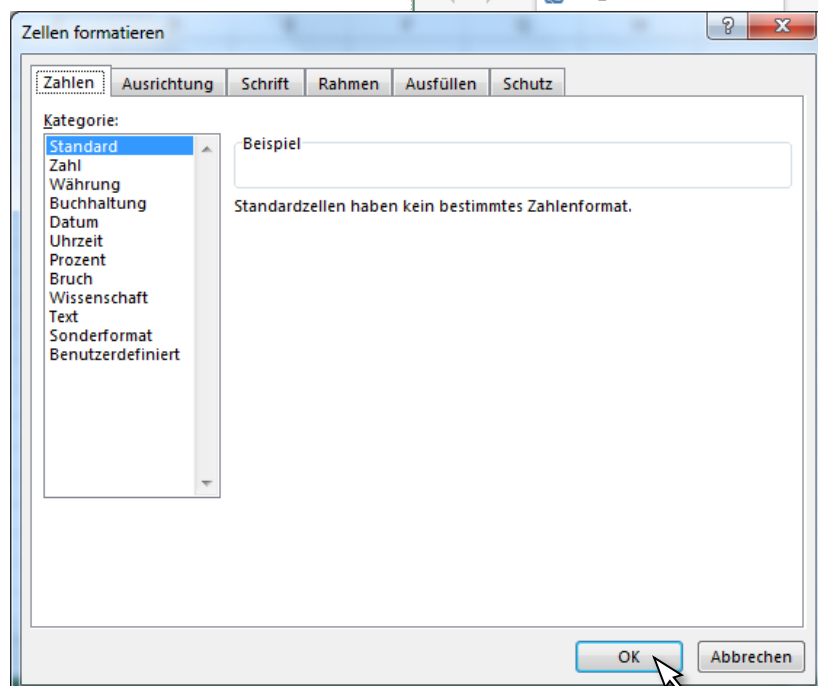 Zellen formatieren
Zahlen Ausrichtung Schrift Rahmen Ausfüllen Schutz
Kategorie:
Standard
Zahl
Währung
Buchhaltung
Datum
Uhrzeit
Prozent
Bruch
Wissenschaft
Text
Sonderformat
Benutzerdefiniert
Beispiel
Standardzellen haben kein bestimmtes Zahlenformat.
OK Abbrechen